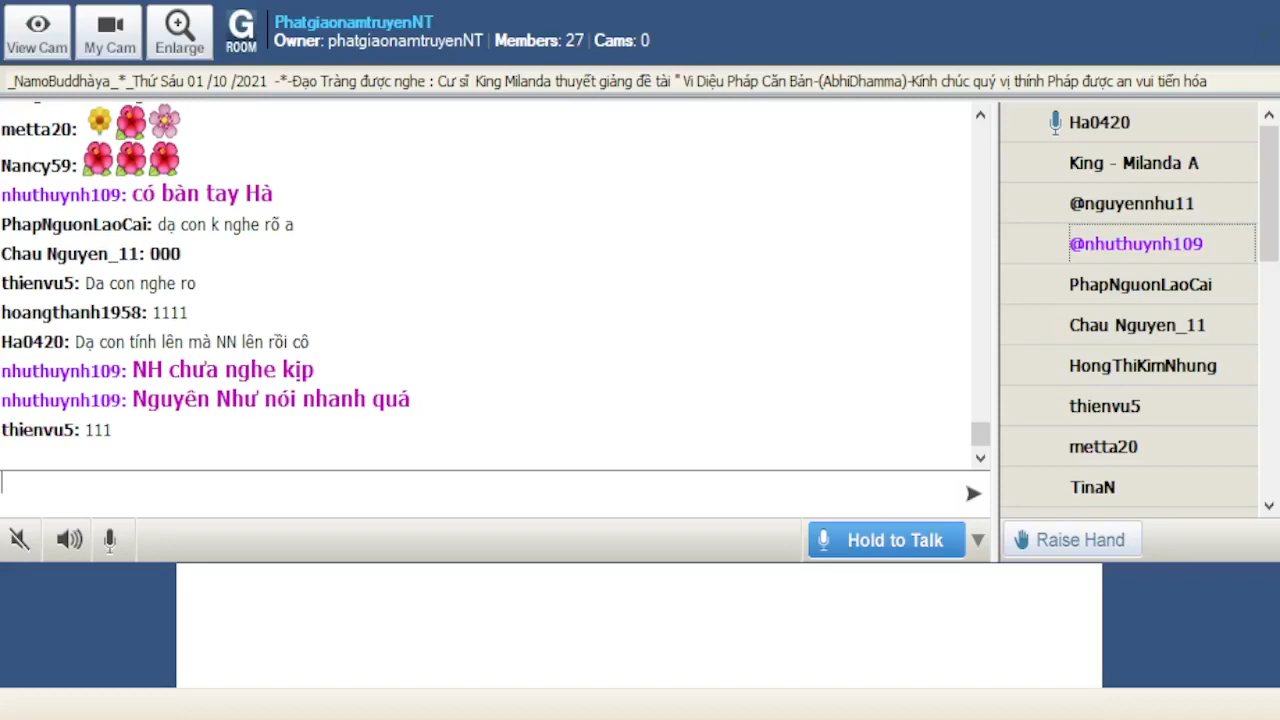 View Cam
My Cam
Enlarge
G
ROOM
PhatgiaonamtruyenNT
Owner: phatgiaonamtruyenNT | Members: 27 | Cams: 0
_NamoBuddhàya_*_Thứ Sáu 01 /10 /2021 -*-Đạo Tràng được nghe : Cư sĩ King Milanda thuyết giảng đề tài " Vi Diệu Pháp Căn Bản-(AbhiDhamma)-Kính chúc quý vị thính Pháp được an vui tiến hóa
metta20:
Nancy59:
nhuthuynh109: có bàn tay Hà
PhapNguonLaoCai: dạ con k nghe rõ a
Chau Nguyen_11: 000
thienvu5: Da con nghe ro
hoangthanh1958: 1111
Ha0420: Dạ con tính lên mà NN lên rồi cô
nhuthuynh109: NH chưa nghe kịp
nhuthuynh109: Nguyên Như nói nhanh quá
thienvu5: 111
Ha0420
King - Milanda A
@nguyennhu11
@nhuthuynh109
PhapNguonLaoCai
Chau Nguyen_11
HongThiKimNhung
thienvu5
metta20
TinaN
Hold to Talk
Raise Hand